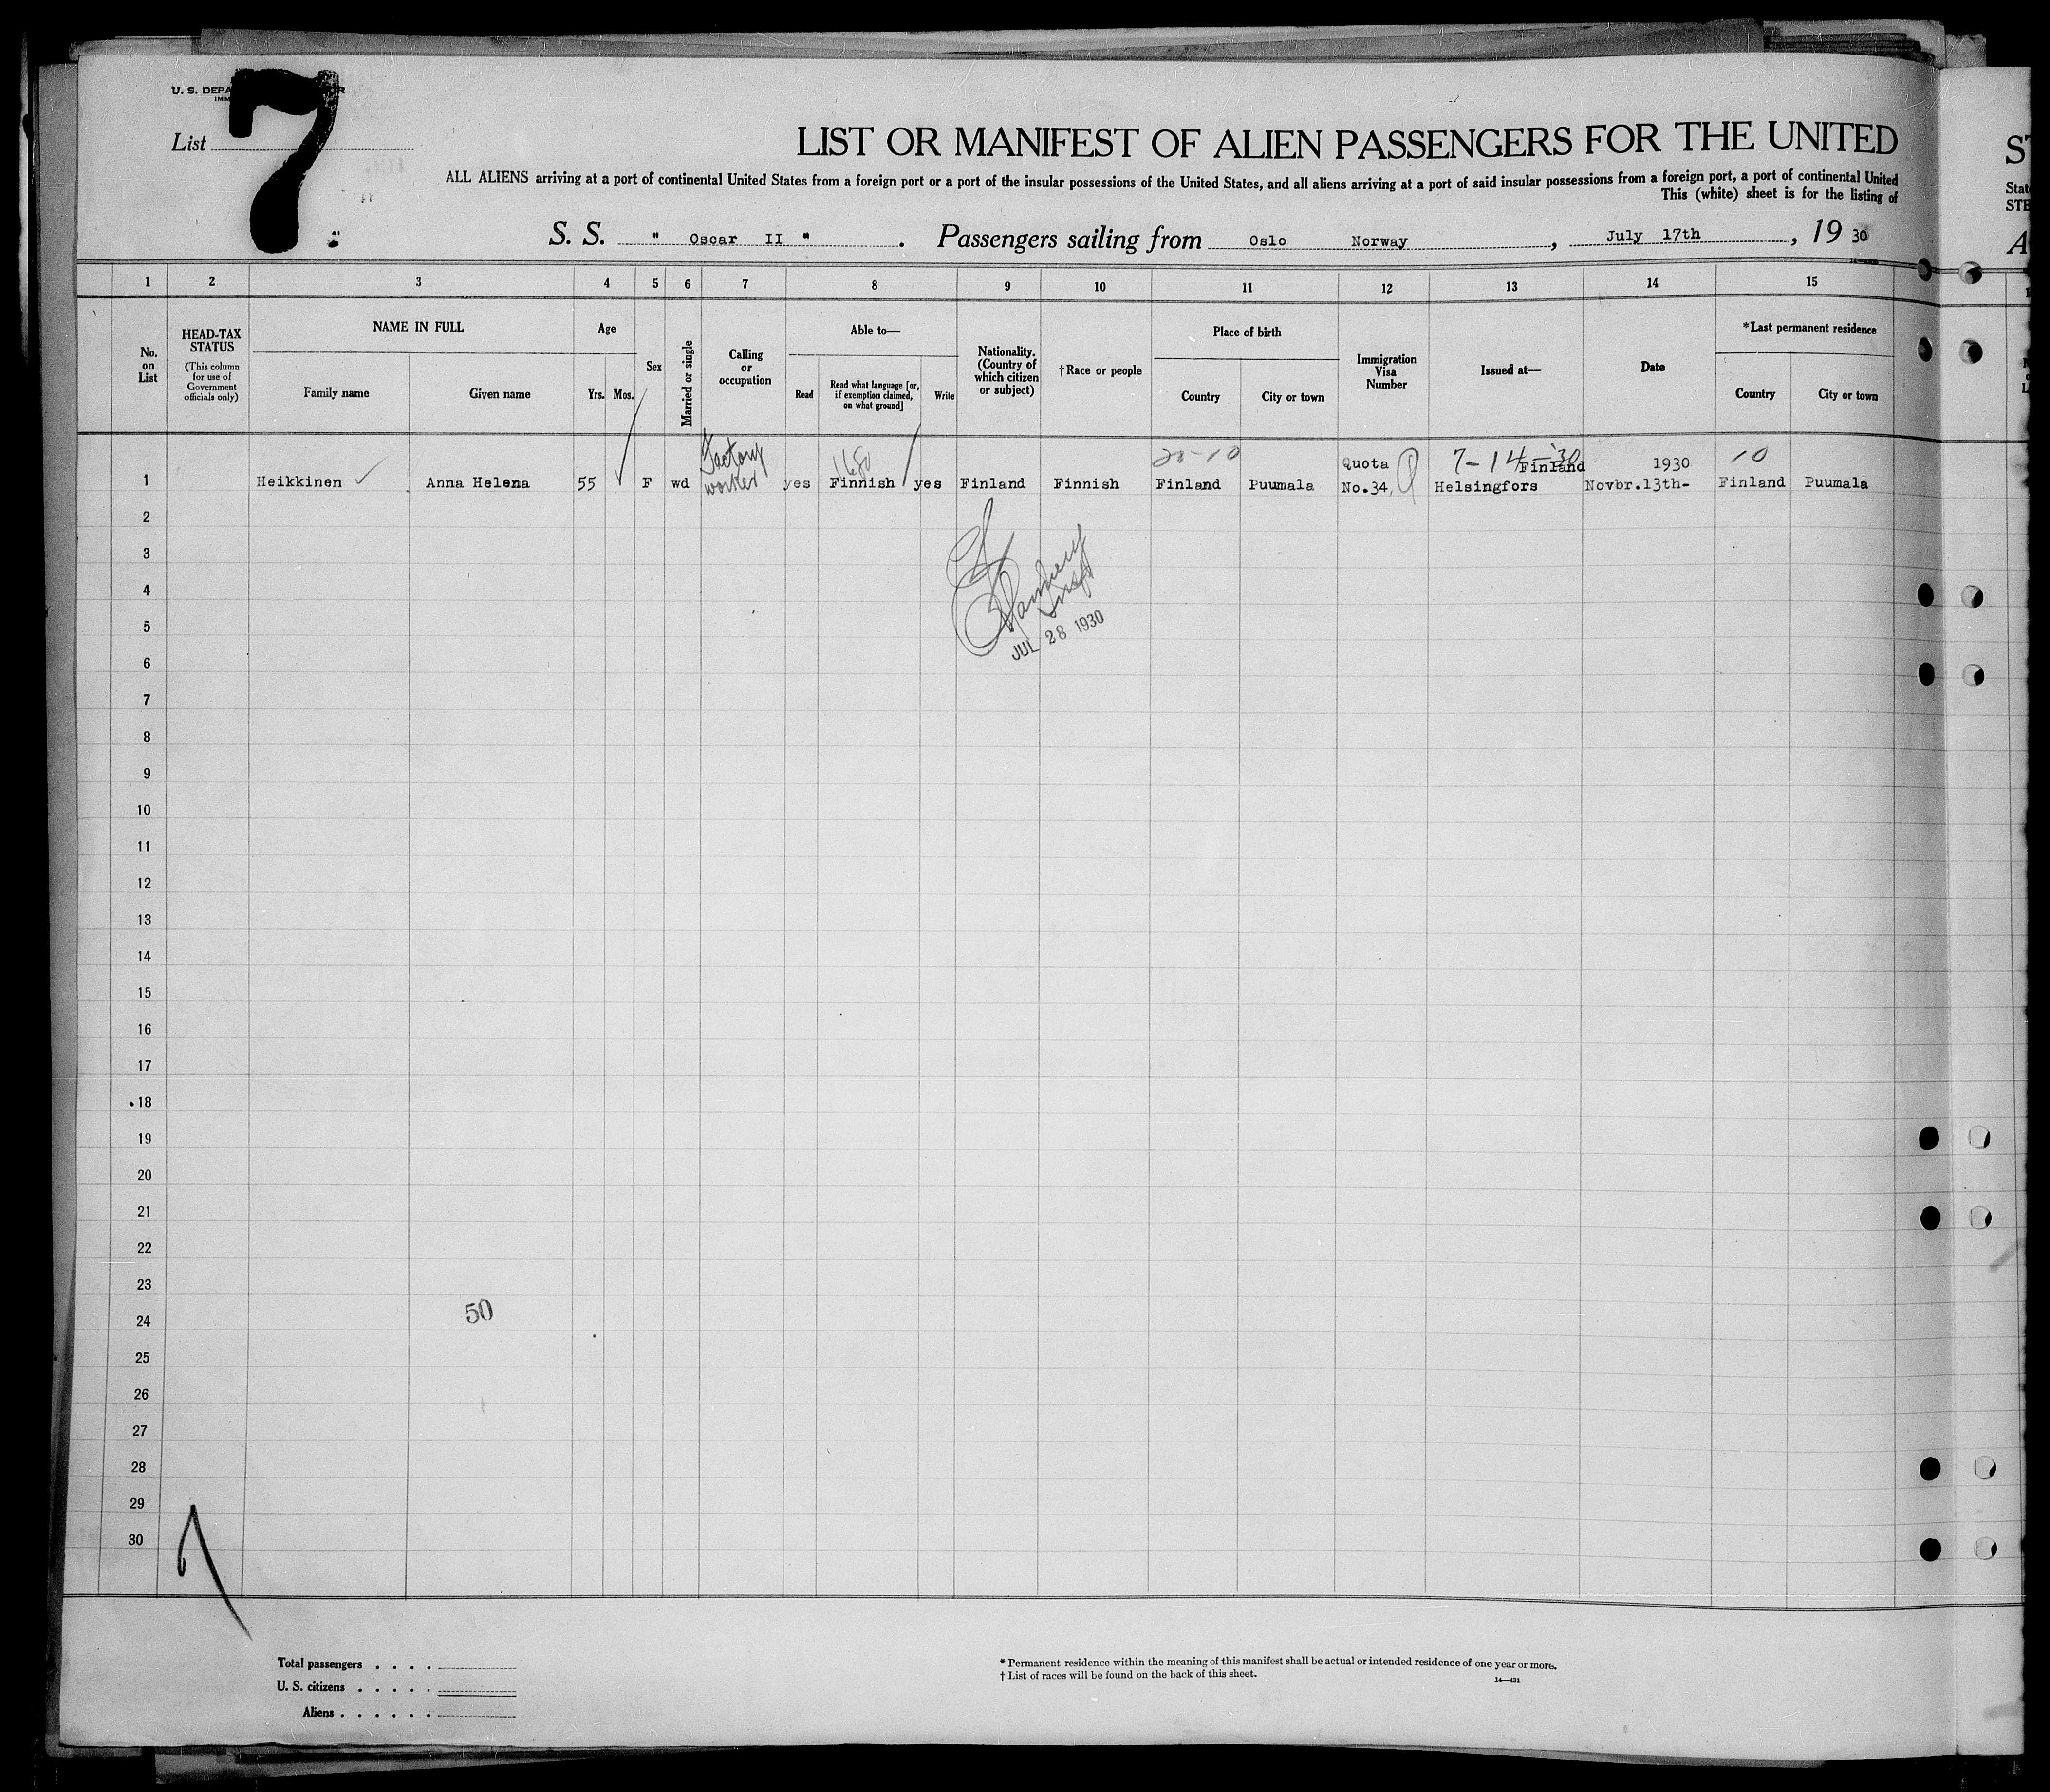 U. S. DEPA
IMM
7
List
LIST OR MANIFEST OF ALIEN PASSENGERS FOR THE UNITED
ALL ALIENS arriving at a port of continental United States from a foreign port or a port of the insular possessions of the United States, and all aliens arriving at a port of said insular possessions from a foreign port, a port of continental United
This (white) sheet is for the listing of
S. S. " Oscar II " . Passengers sailing from Oslo Norway , July 17th , 19 30
1 2 3 4 5 6 7 8 9 10 11 12 13 14 15
No. on List
HEAD-TAX STATUS
(This column for use of Government officials only)
NAME IN FULL
Family name
Given name
Age
Yrs.
Mos.
Sex
Married or single
Calling or occupation
Able to—
Read
Read what language [or, if exemption claimed, on what ground]
Write
Nationality. (Country of which citizen or subject)
†Race or people
Place of birth
Country
City or town
Immigration Visa Number
Issued at—
Date
*Last permanent residence
Country
City or town
Factory 20-10 Quota 7-14-30 Finland 1930 10
1 Heikkinen Anna Helena 55 F wd worker yes Finnish yes Finland Finnish Finland Puumala No.34, Helsingfors Novbr.13th- Finland Puumala
2
3
4
Insp
5
JUL 28 1930
6
7
8
9
10
11
12
13
14
15
16
17
18
19
20
21
22
23
50
24
25
26
27
28
29
30
Total passengers . . . .
U. S. citizens . . . . .
Aliens . . . . . .
* Permanent residence within the meaning of this manifest shall be actual or intended residence of one year or more.
† List of races will be found on the back of this sheet.
14—431
ST
Stat
STE
A